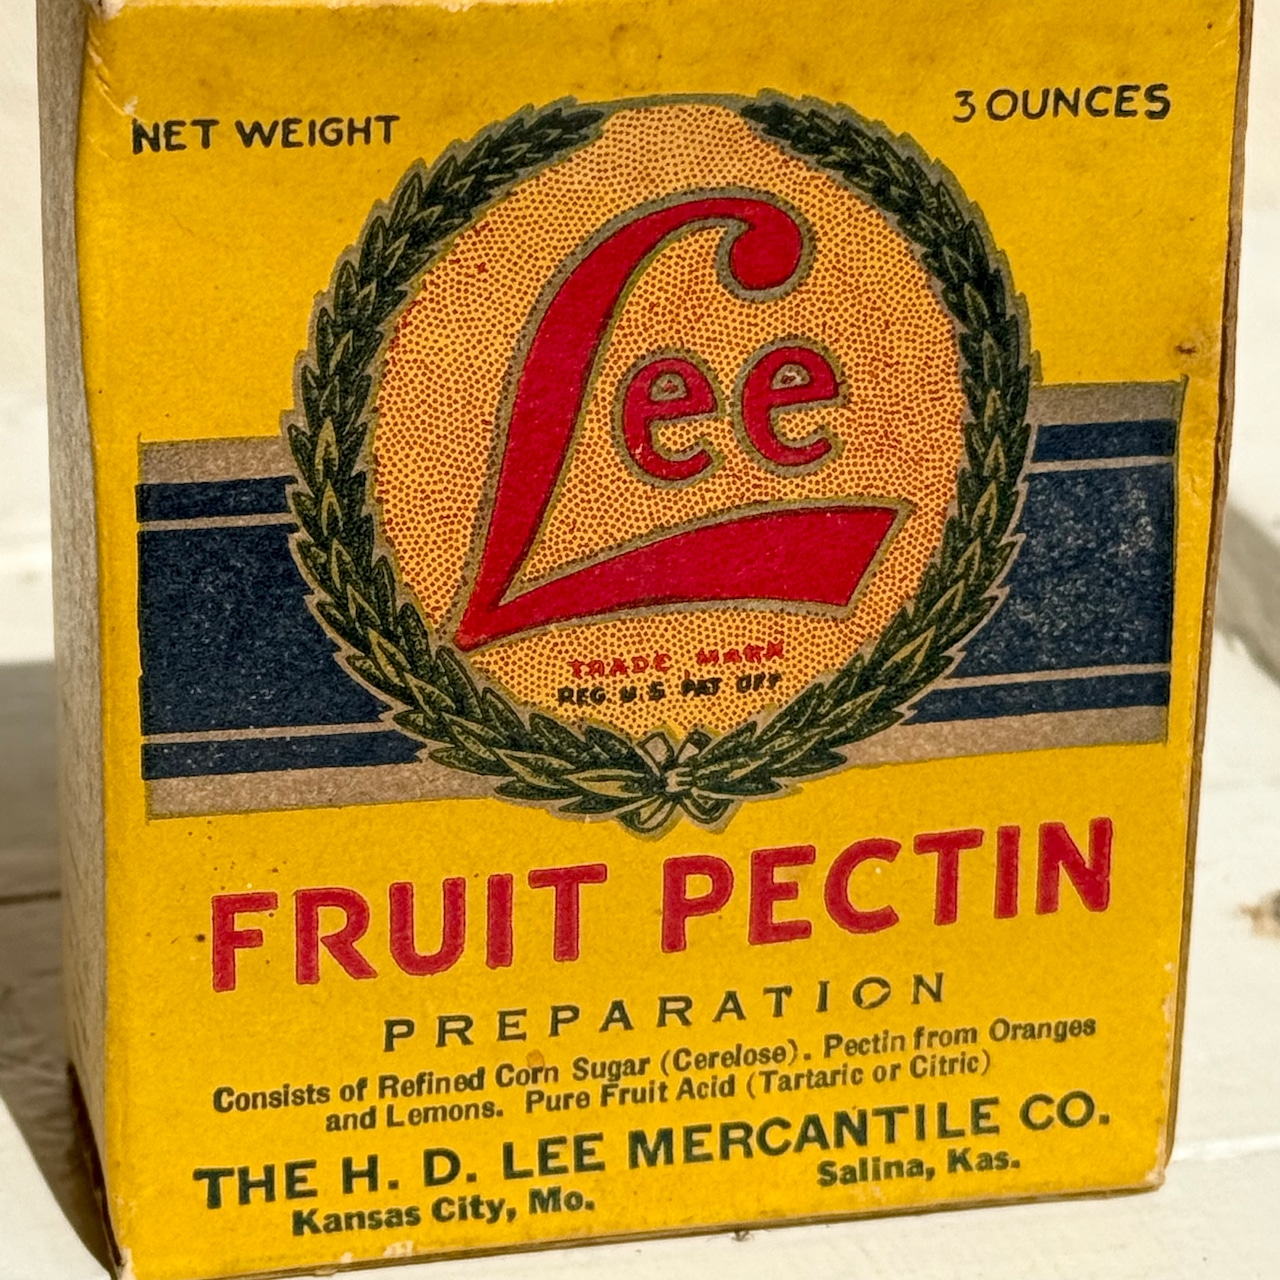 NET WEIGHT
3 OUNCES
Lee
TRADE MARK
REG. U.S PAT OFF
FRUIT PECTIN
PREPARATION
Consists of Refined Corn Sugar (Cerelose). Pectin from Oranges
and Lemons. Pure Fruit Acid (Tartaric or Citric)
THE H. D. LEE MERCANTILE CO.
Kansas City, Mo.
Salina, Kas.